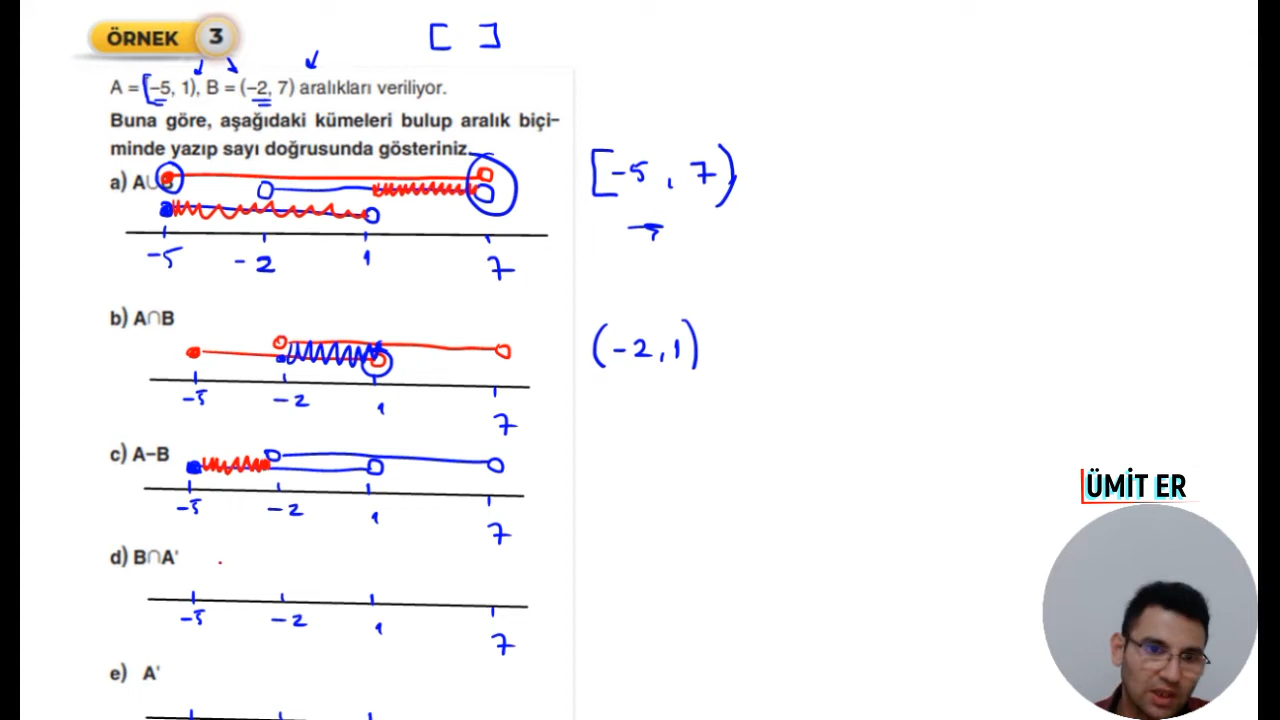 ÖRNEK 3
[ ]
A = [-5, 1), B = (-2, 7) aralıkları veriliyor.
Buna göre, aşağıdaki kümeleri bulup aralık biçi-
minde yazıp sayı doğrusunda gösteriniz.
a) A∪B
[-5, 7)
-5 -2 1 7
b) A∩B
(-2, 1)
-5 -2 1 7
c) A-B
-5 -2 1 7
ÜMİT ER
d) B∩A'
-5 -2 1 7
e) A'